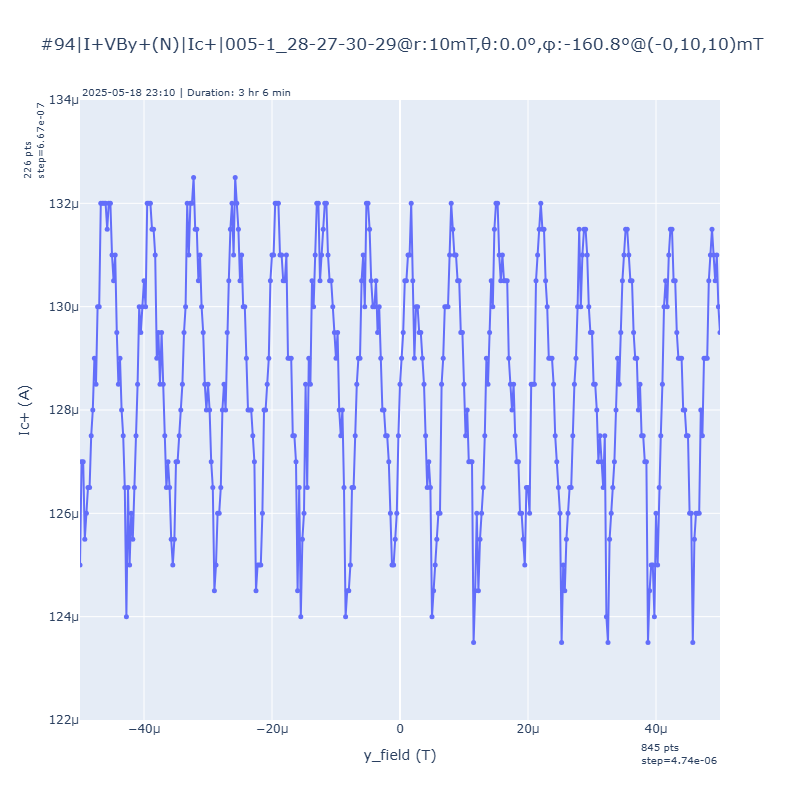 #94|I+VBy+(N)|Ic+|005-1_28-27-30-29@r:10mT,θ:0.0º,φ:-160.8º@(-0,10,10)mT
2025-05-18 23:10 | Duration: 3 hr 6 min
226 pts
step=6.67e-07
134μ
132μ
130μ
128μ
126μ
124μ
122μ
Ic+ (A)
−40μ
−20μ
0
20μ
40μ
y_field (T)
845 pts
step=4.74e-06